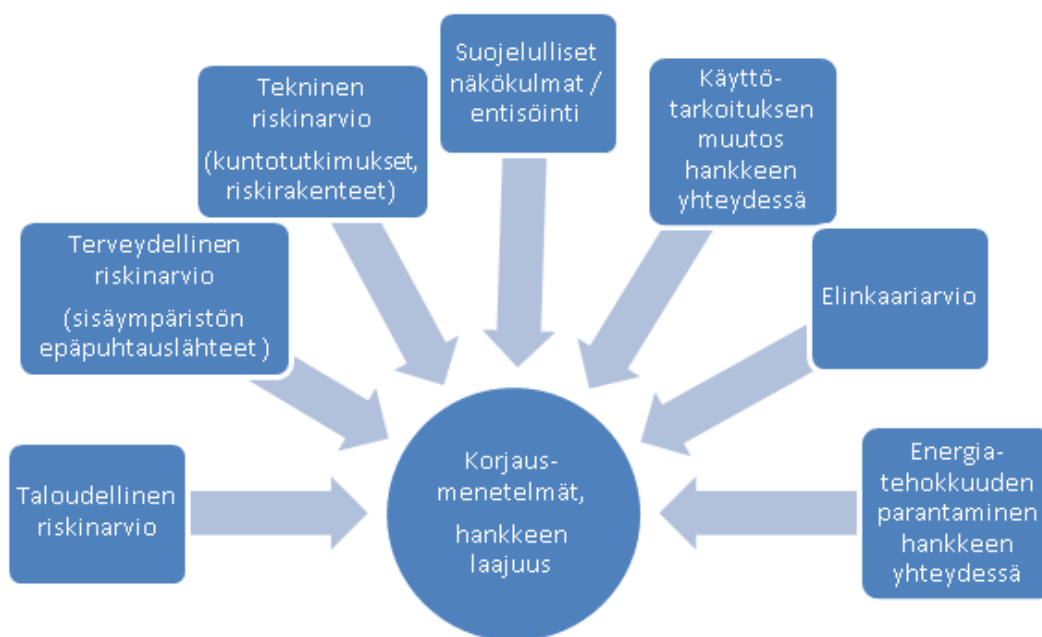 Suojelulliset
näkökulmat /
entisöinti
Tekninen
riskinarvio
(kuntotutkimukset,
riskirakenteet)
Käyttö-
tarkoituksen
muutos
hankkeen
yhteydessä
Terveydellinen
riskinarvio
(sisäympäristön
epäpuhtauslähteet )
Elinkaariarvio
Taloudellinen
riskinarvio
Korjaus-
menetelmät,
hankkeen
laajuus
Energia-
tehokkuuden
parantaminen
hankkeen
yhteydessä